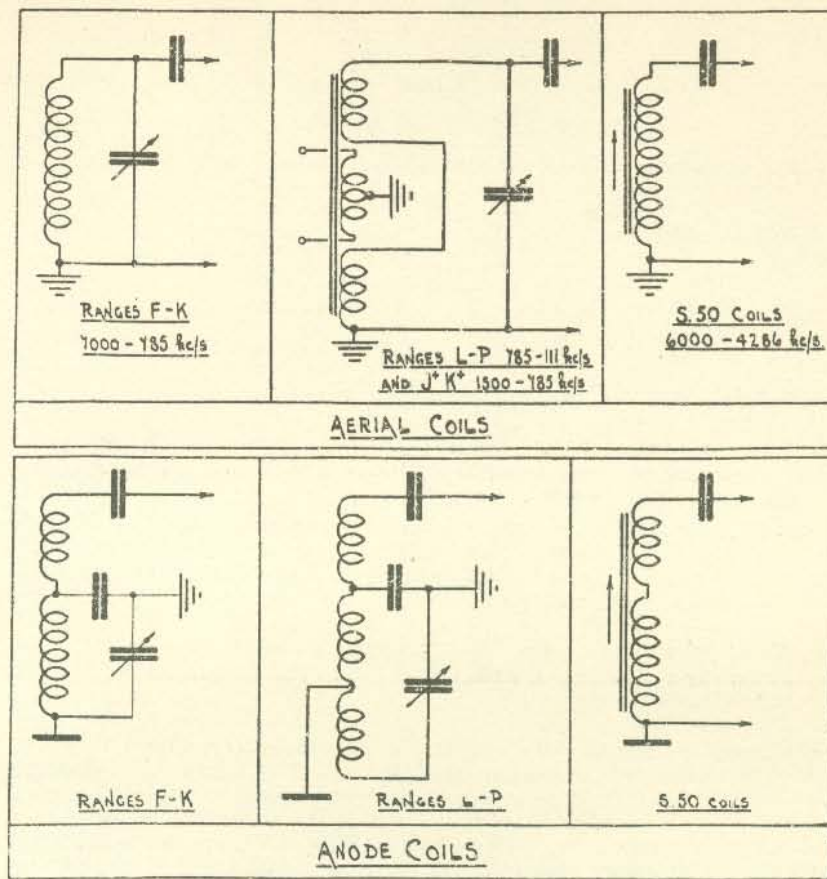 RANGES F-K
7000-785 kc/s
RANGES L-P 785-111 kc/s
AND J+ K+ 1500-785 kc/s
S.50 COILS
6000-4286 kc/s.
AERIAL COILS
RANGES F-K
RANGES L-P
S.50 COILS
ANODE COILS